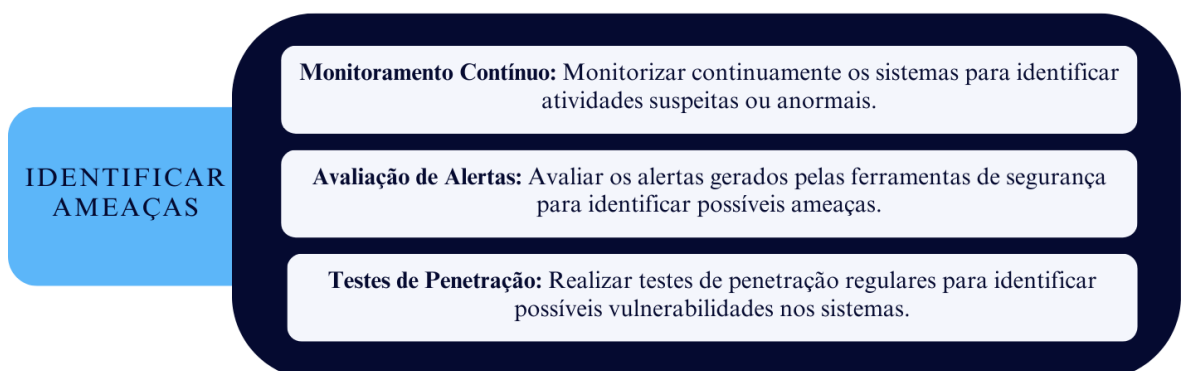 IDENTIFICAR
AMEAÇAS
Monitoramento Contínuo: Monitorizar continuamente os sistemas para identificar
atividades suspeitas ou anormais.
Avaliação de Alertas: Avaliar os alertas gerados pelas ferramentas de segurança
para identificar possíveis ameaças.
Testes de Penetração: Realizar testes de penetração regulares para identificar
possíveis vulnerabilidades nos sistemas.